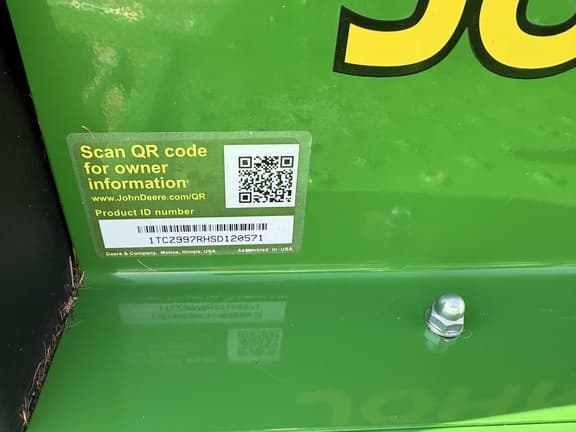 Scan QR code
for owner
information
www.JohnDeere.com/QR
Product ID number
1TCZ997RHSD120571
Deere & Company, Moline, Illinois, USA Assembled in USA